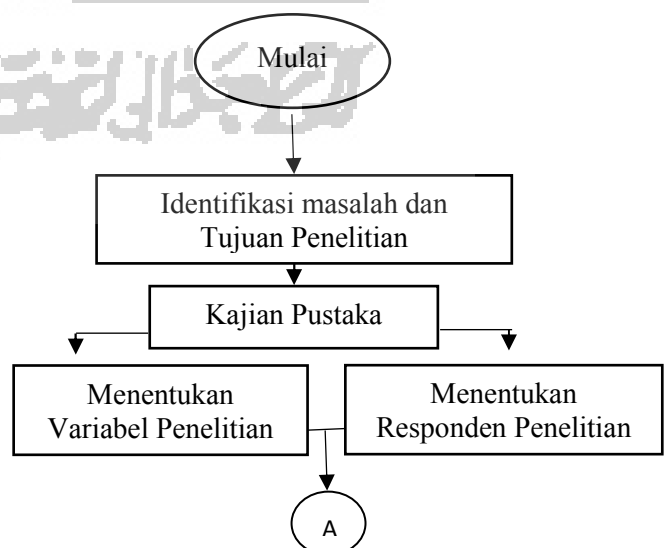 Mulai
Identifikasi masalah dan
Tujuan Penelitian
Kajian Pustaka
Menentukan
Variabel Penelitian
Menentukan
Responden Penelitian
A